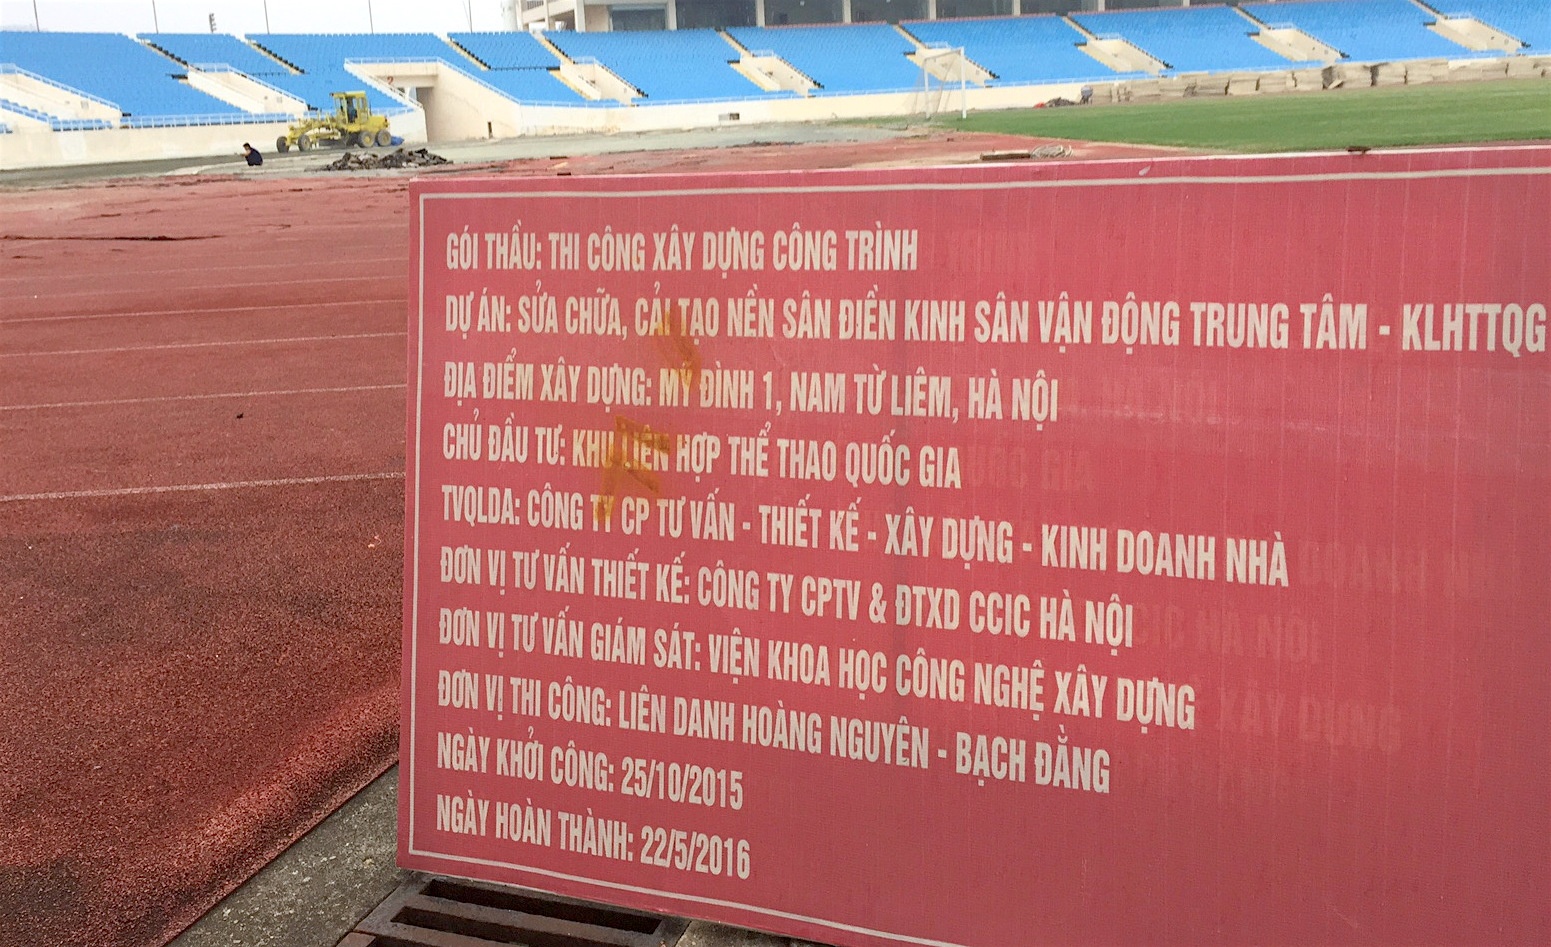 GÓI THẦU: THI CÔNG XÂY DỰNG CÔNG TRÌNH
DỰ ÁN: SỬA CHỮA, CẢI TẠO NỀN SÂN ĐIỀN KINH SÂN VẬN ĐỘNG TRUNG TÂM - KLHTTQG
ĐỊA ĐIỂM XÂY DỰNG: MỸ ĐÌNH 1, NAM TỪ LIÊM, HÀ NỘI
CHỦ ĐẦU TƯ: KHU LIÊN HỢP THỂ THAO QUỐC GIA
TVQLDA: CÔNG TY CP TƯ VẤN - THIẾT KẾ - XÂY DỰNG - KINH DOANH NHÀ
ĐƠN VỊ TƯ VẤN THIẾT KẾ: CÔNG TY CPTV & ĐTXD CCIC HÀ NỘI
ĐƠN VỊ TƯ VẤN GIÁM SÁT: VIỆN KHOA HỌC CÔNG NGHỆ XÂY DỰNG
ĐƠN VỊ THI CÔNG: LIÊN DANH HOÀNG NGUYÊN - BẠCH ĐẰNG
NGÀY KHỞI CÔNG: 25/10/2015
NGÀY HOÀN THÀNH: 22/5/2016